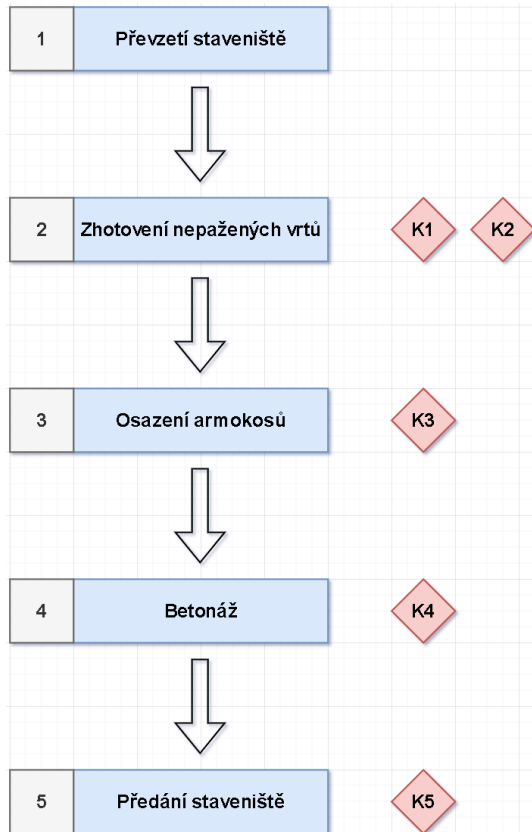 1 Převzetí staveniště
2 Zhotovení nepažených vrtů K1 K2
3 Osazení armokosů K3
4 Betonáž K4
5 Předání staveniště K5